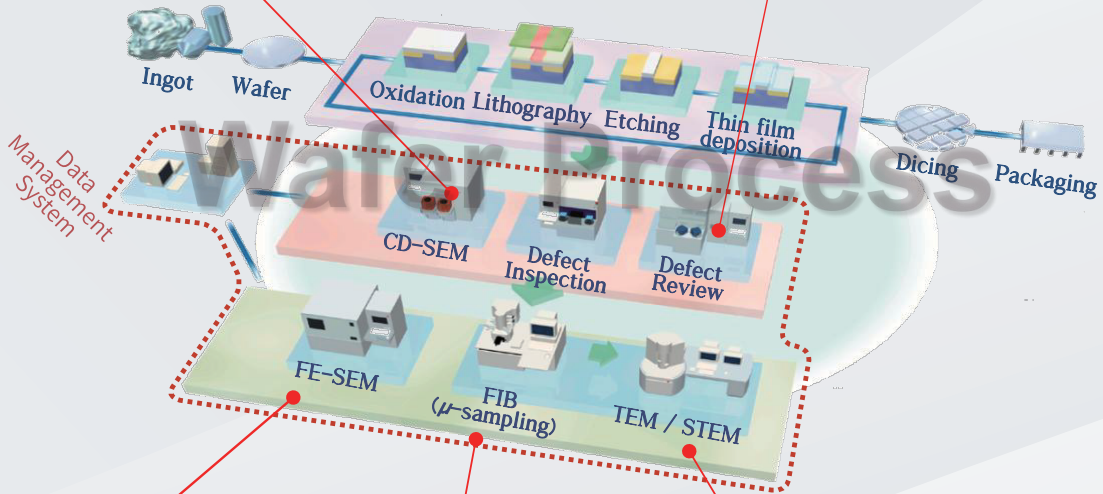 Ingot
Wafer
Oxidation
Lithography
Etching
Thin film
deposition
Dicing
Packaging
Wafer Process
Data
Management
System
CD-SEM
Defect
Inspection
Defect
Review
FE-SEM
FIB
(μ-sampling)
TEM / STEM